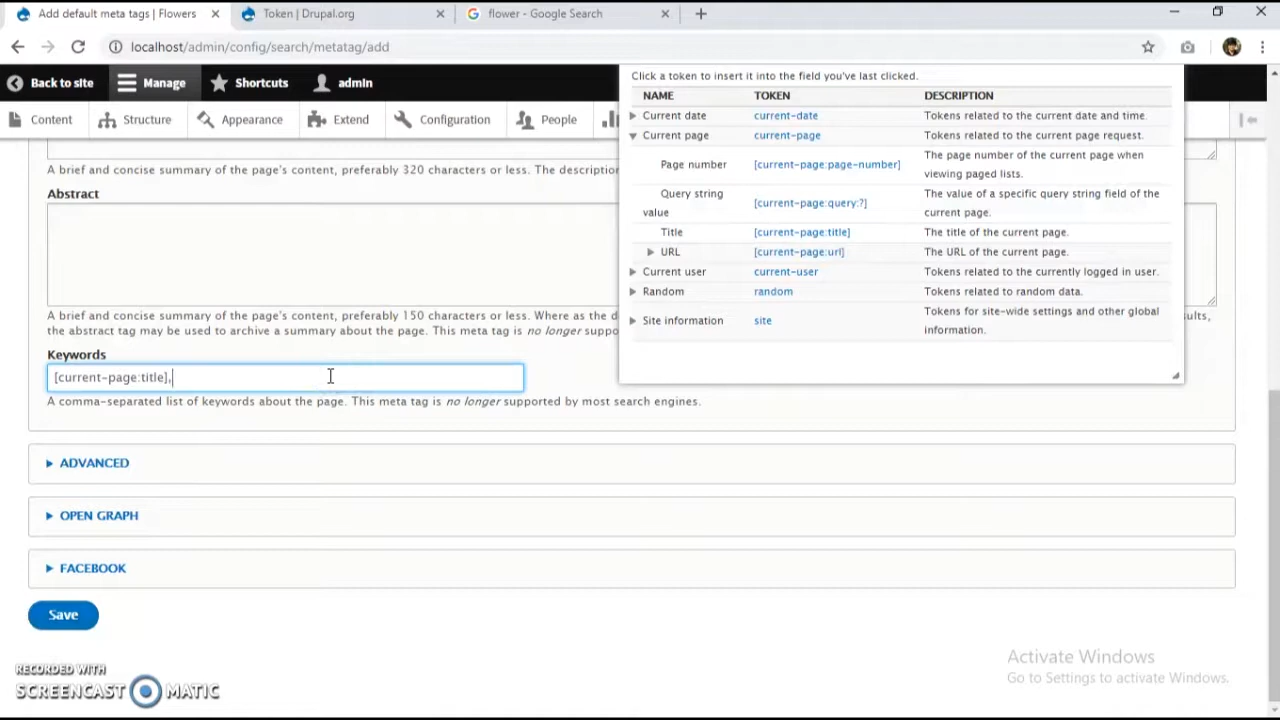 Add default meta tags | Flowers
Token | Drupal.org
flower - Google Search
localhost/admin/config/search/metatag/add
Back to site
Manage
Shortcuts
admin
Content
Structure
Appearance
Extend
Configuration
People
Click a token to insert it into the field you've last clicked.
NAME TOKEN DESCRIPTION
Current date current-date Tokens related to the current date and time.
Current page current-page Tokens related to the current page request.
Page number [current-page:page-number] The page number of the current page when
viewing paged lists.
Query string
value
[current-page:query:?]
The value of a specific query string field of the
current page.
Title [current-page:title] The title of the current page.
URL [current-page:url] The URL of the current page.
Current user current-user Tokens related to the currently logged in user.
Random random Tokens related to random data.
Site information site Tokens for site-wide settings and other global
information.
A brief and concise summary of the page's content, preferably 320 characters or less. The description
Abstract
A brief and concise summary of the page's content, preferably 150 characters or less. Where as the
the abstract tag may be used to archive a summary about the page. This meta tag is no longer
Keywords
[current-page:title],
A comma-separated list of keywords about the page. This meta tag is no longer supported by most search engines.
ADVANCED
OPEN GRAPH
FACEBOOK
Save
Activate Windows
Go to Settings to activate Windows.
RECORDED WITH
SCREENCAST MATIC